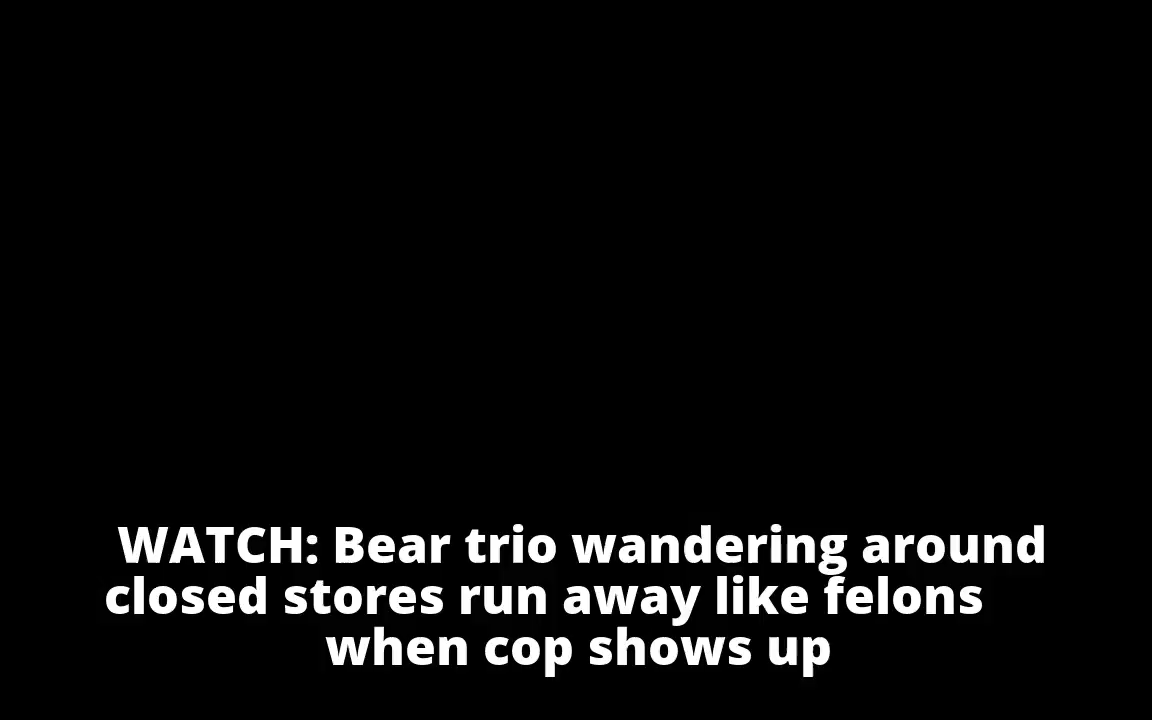 WATCH: Bear trio wandering around
closed stores run away like felons
when cop shows up